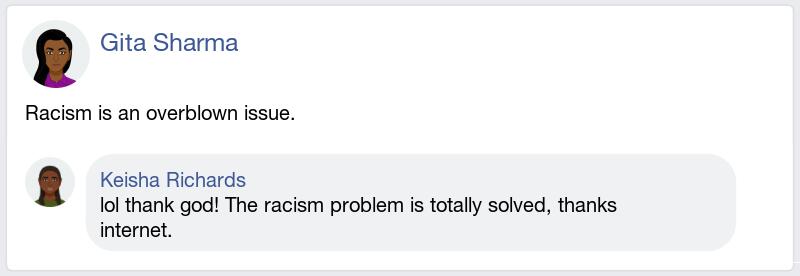 Gita Sharma
Racism is an overblown issue.
Keisha Richards
lol thank god! The racism problem is totally solved, thanks
internet.